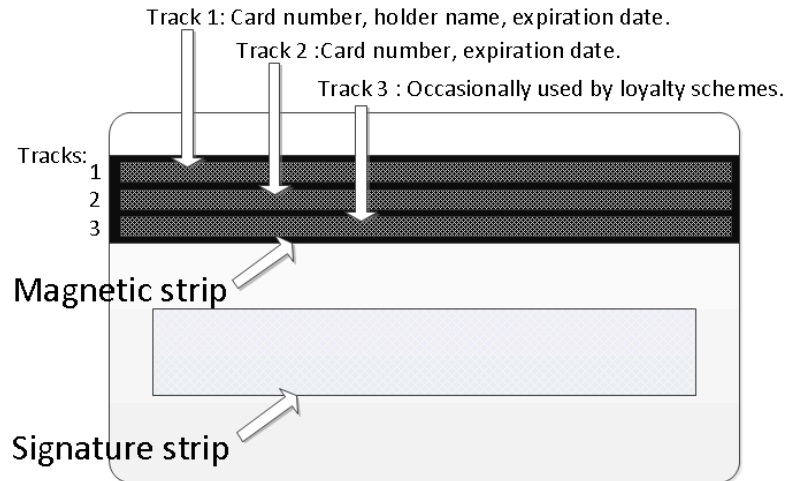 Track 1: Card number, holder name, expiration date.
Track 2 :Card number, expiration date.
Track 3 : Occasionally used by loyalty schemes.
Tracks:
1
2
3
Magnetic strip
Signature strip